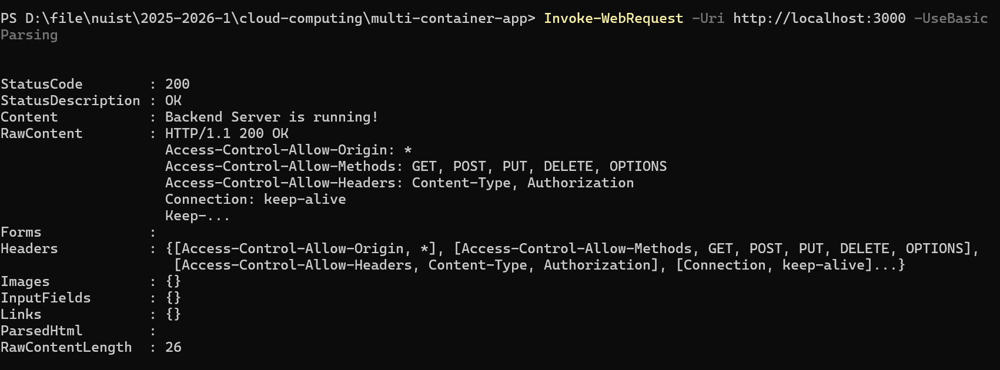 PS D:\file\nuist\2025-2026-1\cloud-computing\multi-container-app> Invoke-WebRequest -Uri http://localhost:3000 -UseBasic
Parsing
StatusCode        : 200
StatusDescription : OK
Content           : Backend Server is running!
RawContent        : HTTP/1.1 200 OK
                    Access-Control-Allow-Origin: *
                    Access-Control-Allow-Methods: GET, POST, PUT, DELETE, OPTIONS
                    Access-Control-Allow-Headers: Content-Type, Authorization
                    Connection: keep-alive
                    Keep-...
Forms             :
Headers           : {[Access-Control-Allow-Origin, *], [Access-Control-Allow-Methods, GET, POST, PUT, DELETE, OPTIONS],
                     [Access-Control-Allow-Headers, Content-Type, Authorization], [Connection, keep-alive]...}
Images            : {}
InputFields       : {}
Links             : {}
ParsedHtml        :
RawContentLength  : 26